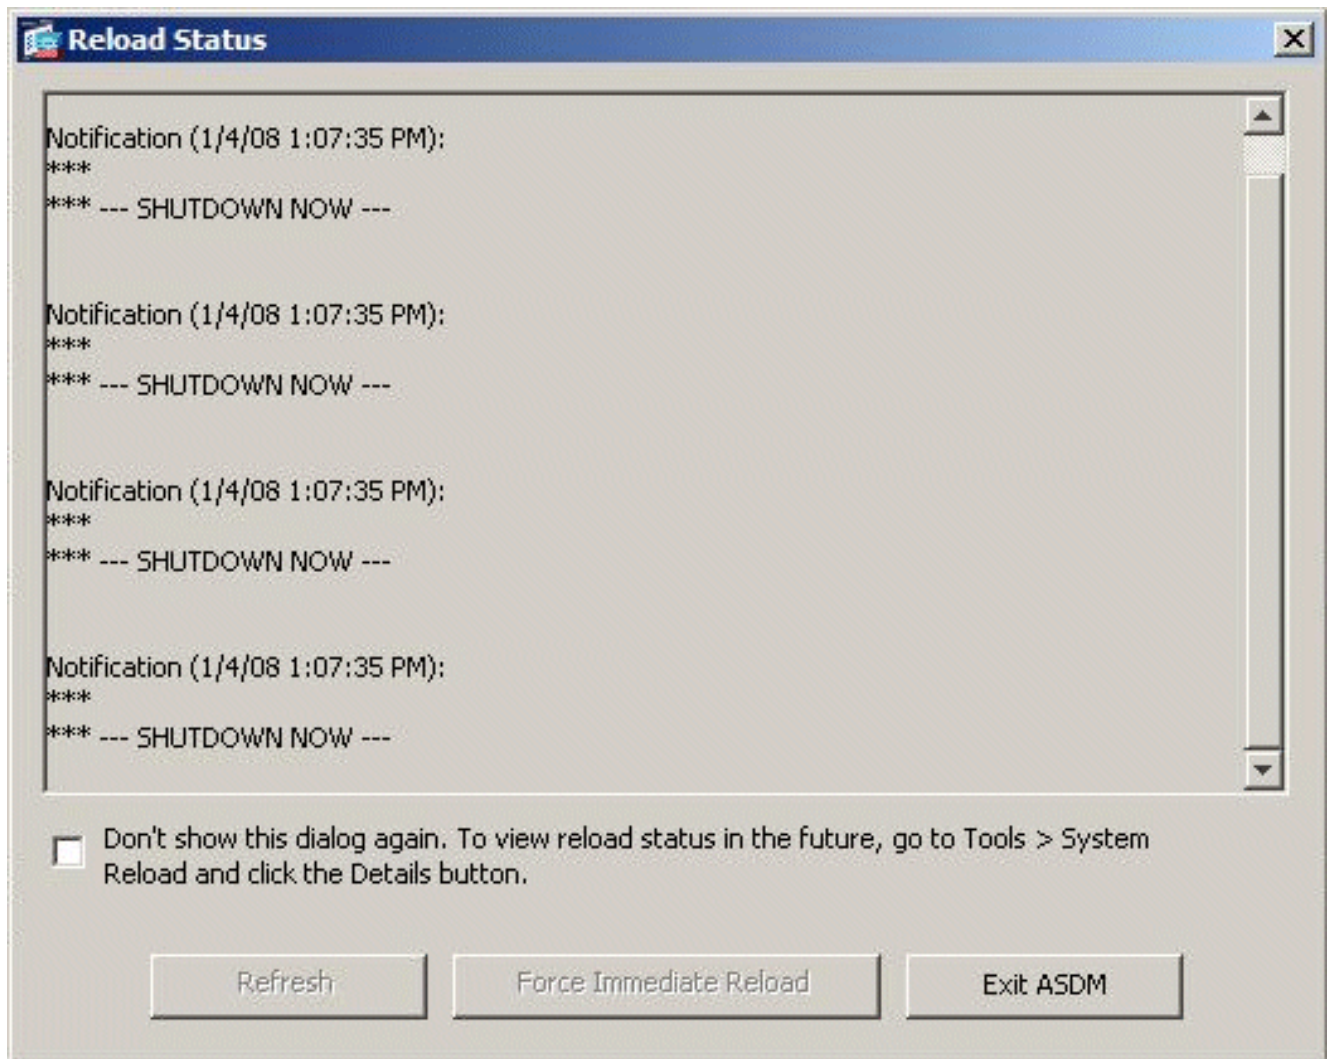 Reload Status
Notification (1/4/08 1:07:35 PM):
***
*** --- SHUTDOWN NOW ---
Notification (1/4/08 1:07:35 PM):
***
*** --- SHUTDOWN NOW ---
Notification (1/4/08 1:07:35 PM):
***
*** --- SHUTDOWN NOW ---
Notification (1/4/08 1:07:35 PM):
***
*** --- SHUTDOWN NOW ---
Don't show this dialog again. To view reload status in the future, go to Tools > System
Reload and click the Details button.
Refresh
Force Immediate Reload
Exit ASDM